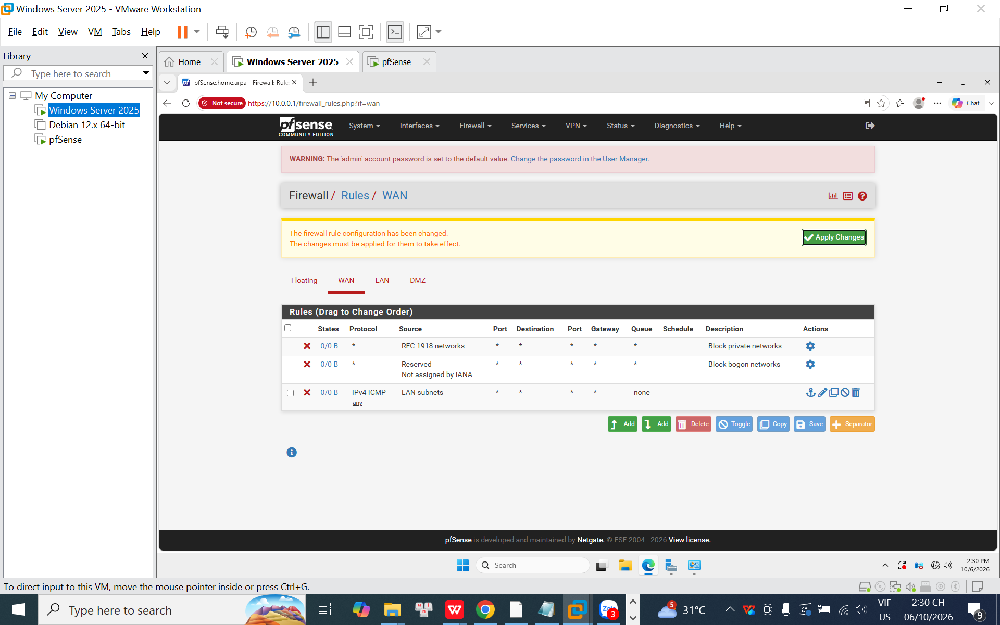 Windows Server 2025 - VMware Workstation
File Edit View VM Tabs Help
Library
Type here to search
My Computer
Windows Server 2025
Debian 12.x 64-bit
pfSense
Home
Windows Server 2025
pfSense
pf pfSense.home.arpa - Firewall: Rule
Not secure https://10.0.0.1/firewall_rules.php?if=wan
Chat
pfsense COMMUNITY EDITION
System Interfaces Firewall Services VPN Status Diagnostics Help
WARNING: The 'admin' account password is set to the default value. Change the password in the User Manager.
Firewall / Rules / WAN
The firewall rule configuration has been changed.
The changes must be applied for them to take effect.
Apply Changes
Floating WAN LAN DMZ
Rules (Drag to Change Order)
States Protocol Source Port Destination Port Gateway Queue Schedule Description Actions
0/0 B * RFC 1918 networks * * * * * Block private networks
0/0 B * Reserved * * * * * Block bogon networks
Not assigned by IANA
0/0 B IPv4 ICMP LAN subnets * * * * none
any
Add Add Delete Toggle Copy Save Separator
pfSense is developed and maintained by Netgate. © ESF 2004 - 2026 View license.
Search
2:30 PM
10/6/2026
To direct input to this VM, move the mouse pointer inside or press Ctrl+G.
Type here to search
Zalo
3
5
31°C
VIE
US
2:30 CH
06/10/2026
9